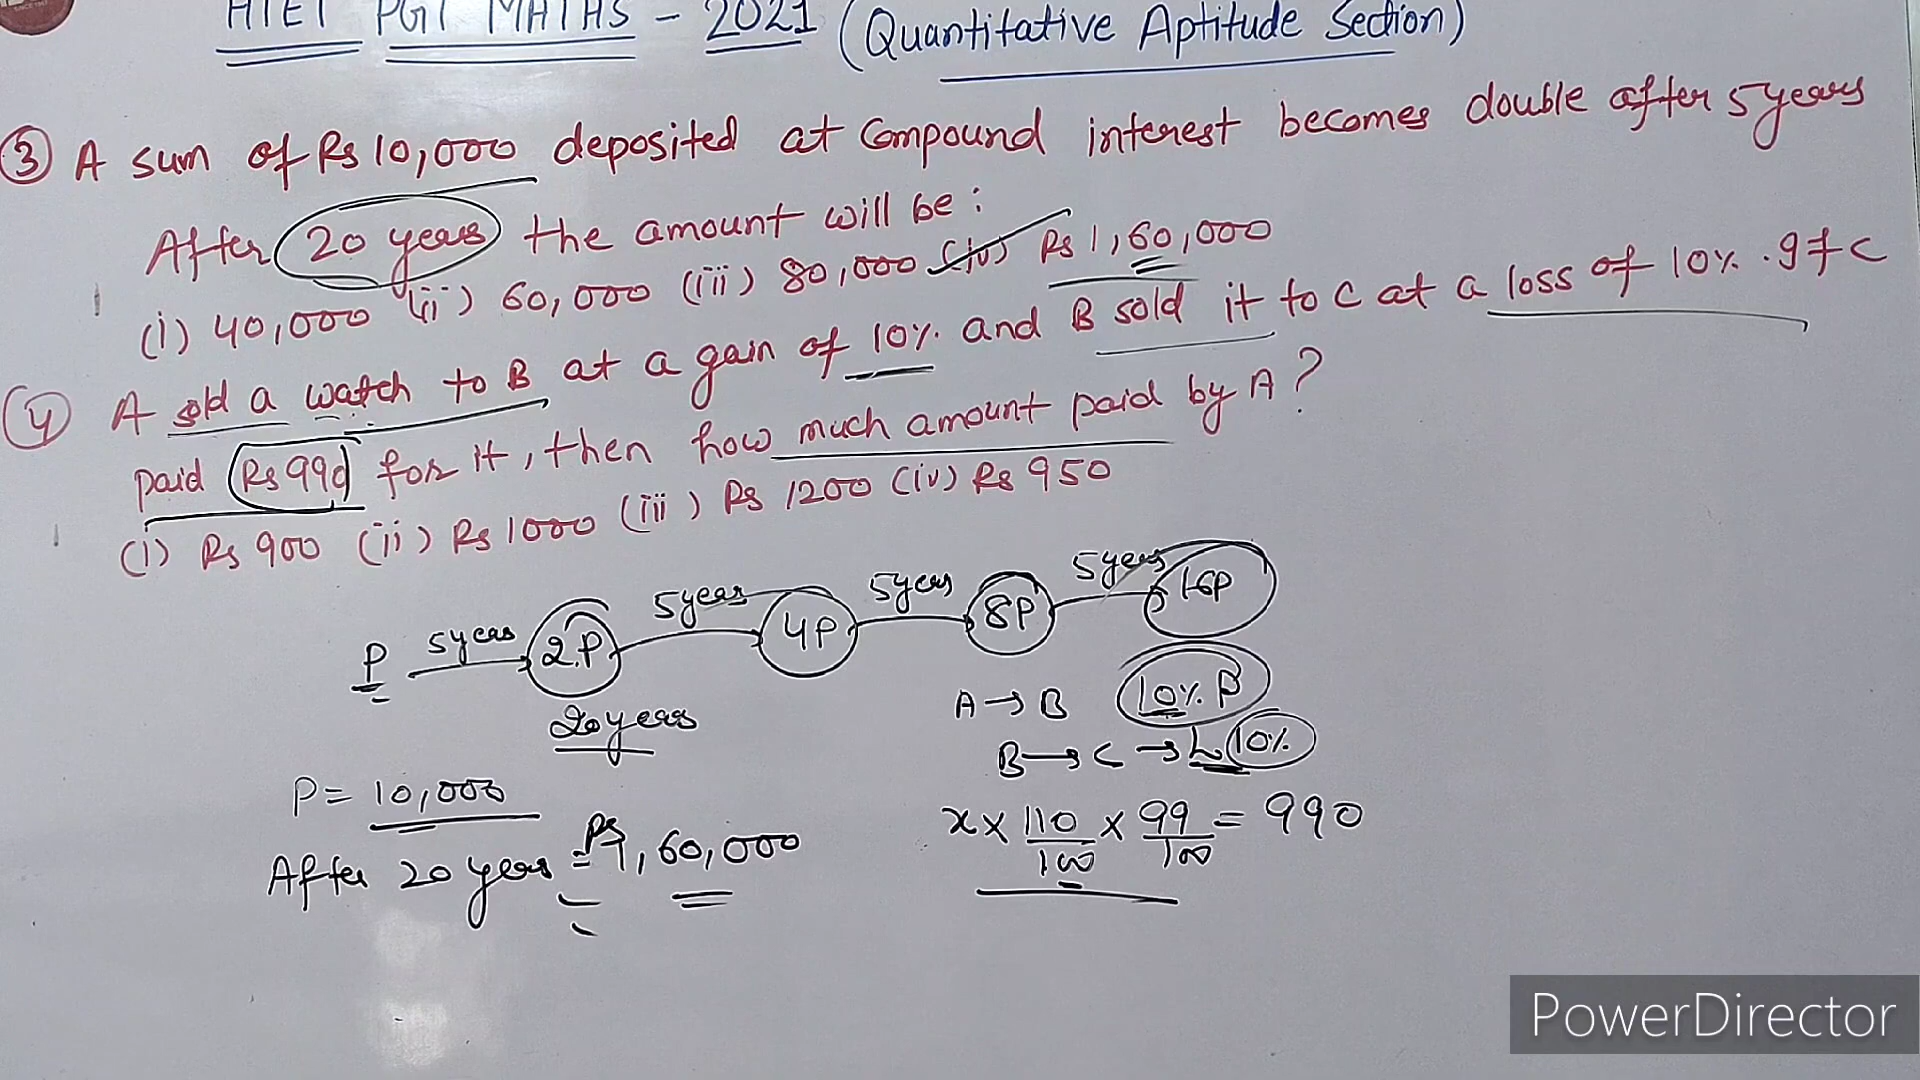 HTET PGT MATHS - 2021 (Quantitative Aptitude Section)
③ A sum of Rs 10,000 deposited at Compound interest becomes double after 5 years
After 20 years the amount will be :
(i) 40,000 (ii) 60,000 (iii) 80,000 (iv) Rs 1,60,000
④ A sold a watch to B at a gain of 10% and B sold it to C at a loss of 10%. If C
paid Rs 990 for it, then how much amount paid by A ?
(i) Rs 900 (ii) Rs 1000 (iii) Rs 1200 (iv) Rs 950
P 5 years 2P 5 years 4P 5 years 8P 5 years 16P
20 years
A → B 10% P
B → C → L 10%
P = 10,000
After 20 years = Rs 1,60,000
x × 110/100 × 99/100 = 990
PowerDirector